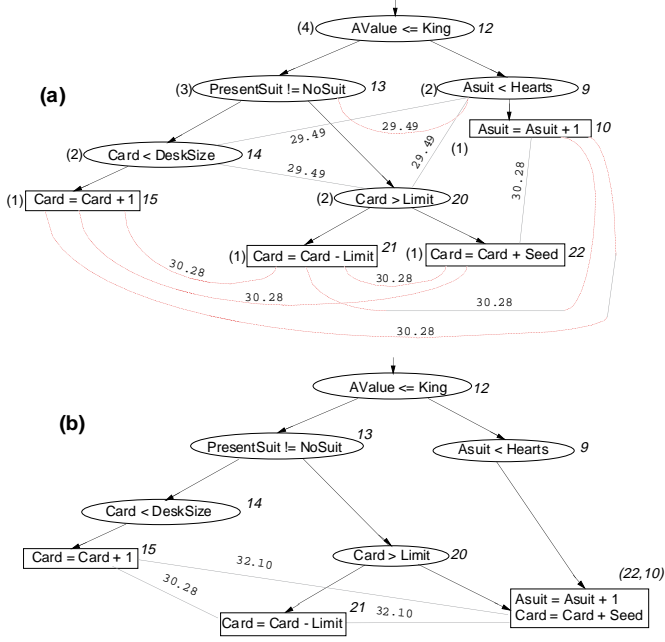 (4) AValue <= King 12
(a)
(3) PresentSuit != NoSuit 13
(2) Asuit < Hearts 9
29.49
29.49
(1) Asuit = Asuit + 1 10
(2) Card < DeskSize 14
29.49
30.28
(1) Card = Card + 1 15
(2) Card > Limit 20
(1) Card = Card - Limit 21
(1) Card = Card + Seed 22
30.28
30.28
30.28
30.28
AValue <= King 12
(b)
PresentSuit != NoSuit 13
Asuit < Hearts 9
Card < DeskSize 14
Card = Card + 1 15
32.10
Card > Limit 20
30.28
(22,10)
Asuit = Asuit + 1
Card = Card + Seed
Card = Card - Limit 21
32.10